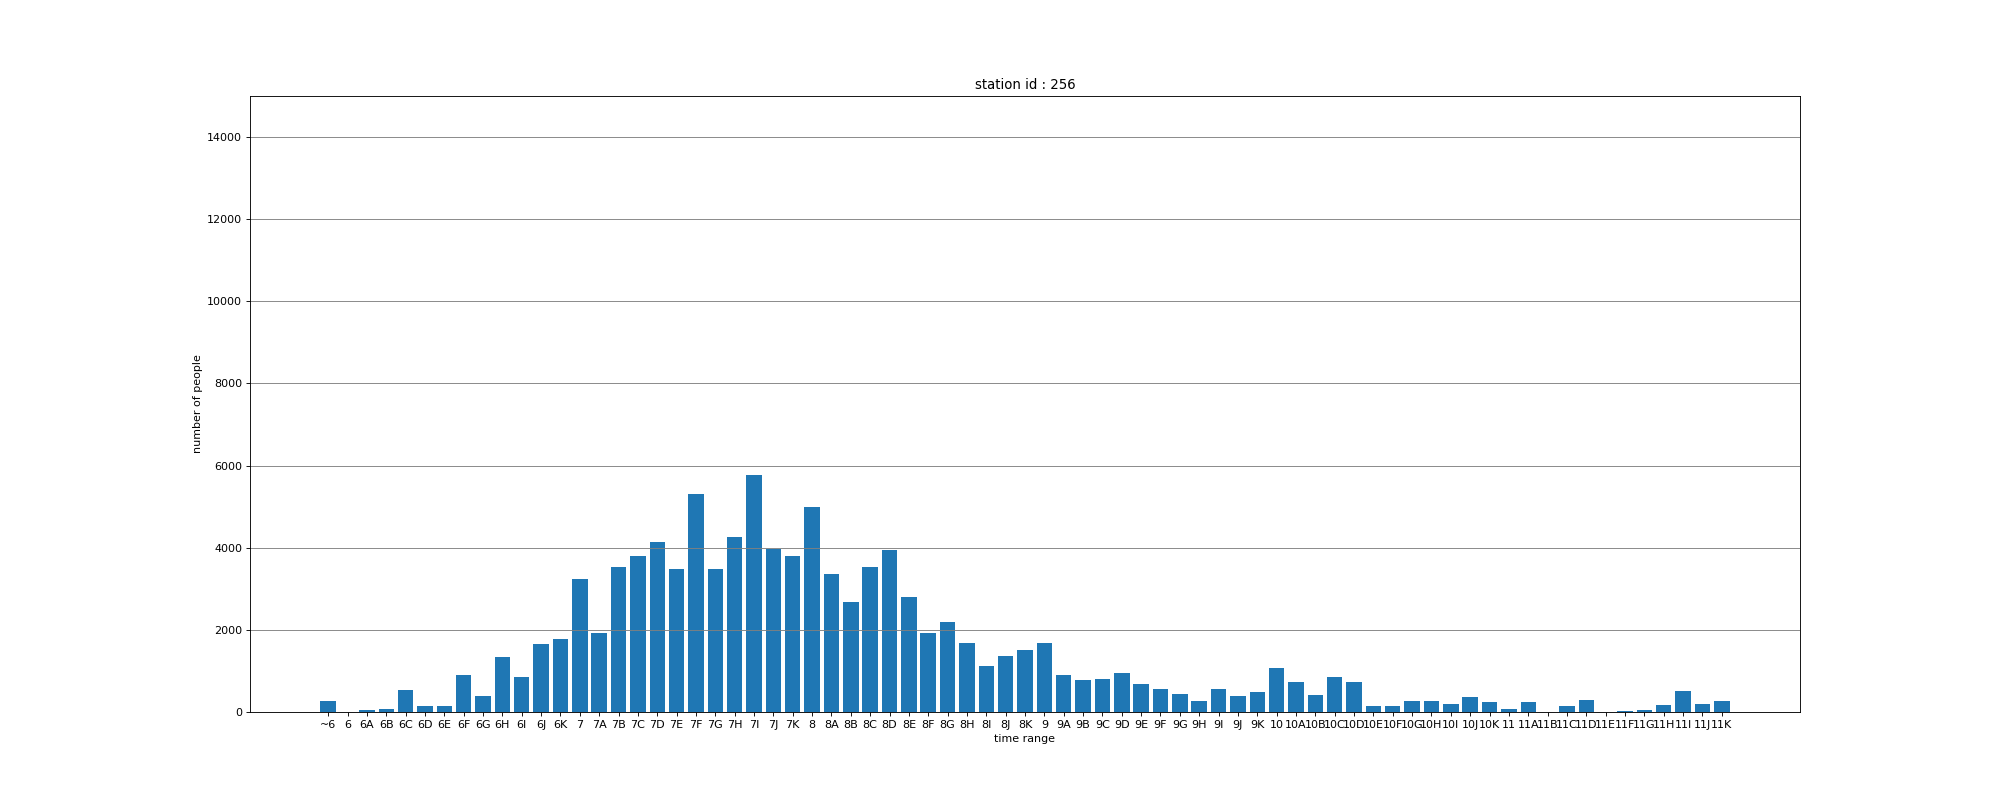 station id : 256
14000
12000
10000
8000
6000
4000
2000
0
number of people
~6 6 6A 6B 6C 6D 6E 6F 6G 6H 6I 6J 6K 7 7A 7B 7C 7D 7E 7F 7G 7H 7I 7J 7K 8 8A 8B 8C 8D 8E 8F 8G 8H 8I 8J 8K 9 9A 9B 9C 9D 9E 9F 9G 9H 9I 9J 9K 10 10A 10B 10C 10D 10E 10F 10G 10H 10I 10J 10K 11 11A 11B 11C 11D 11E 11F 11G 11H 11I 11J 11K
time range